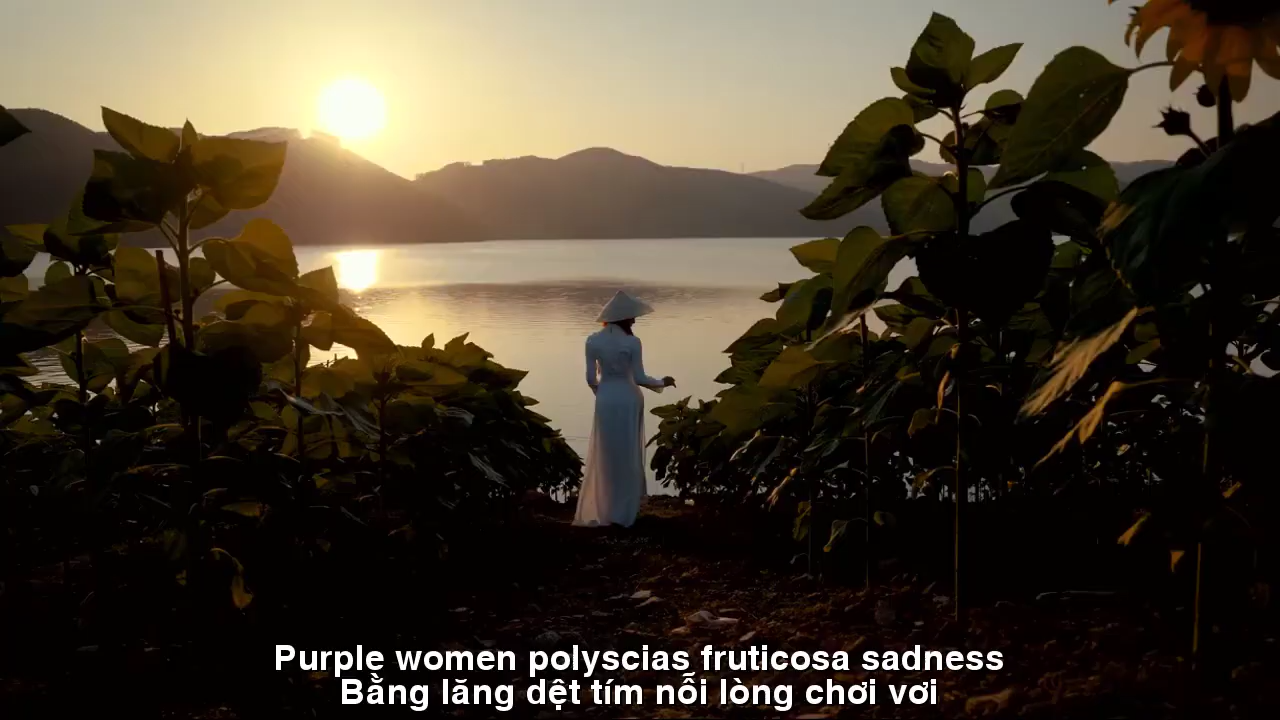 Purple women polyscias fruticosa sadness
Bằng lăng dệt tím nỗi lòng chơi vơi